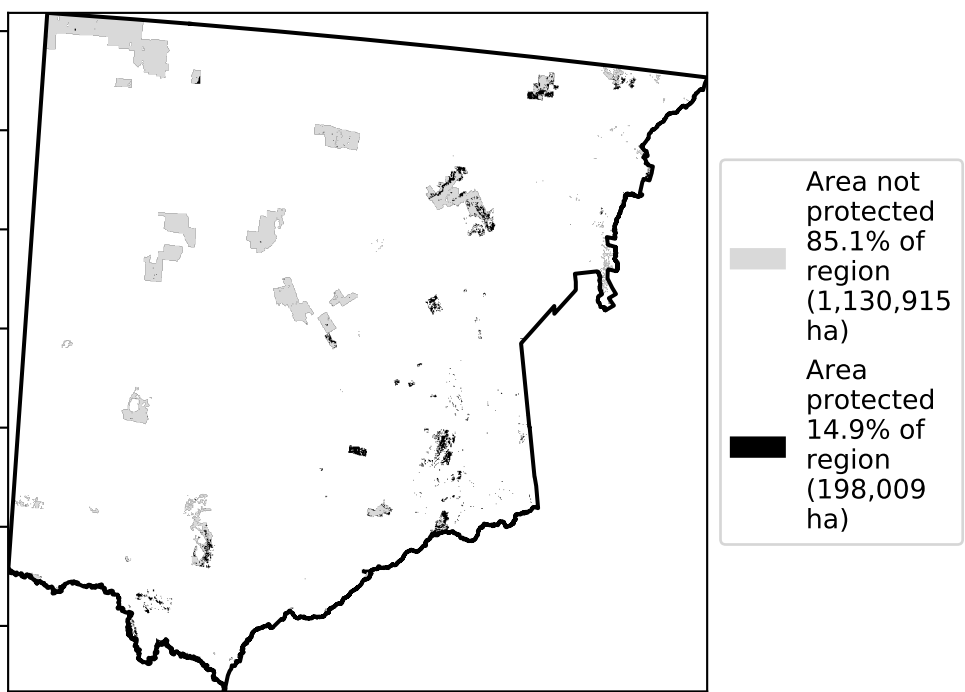 Area not
protected
85.1% of
region
(1,130,915
ha)
Area
protected
14.9% of
region
(198,009
ha)